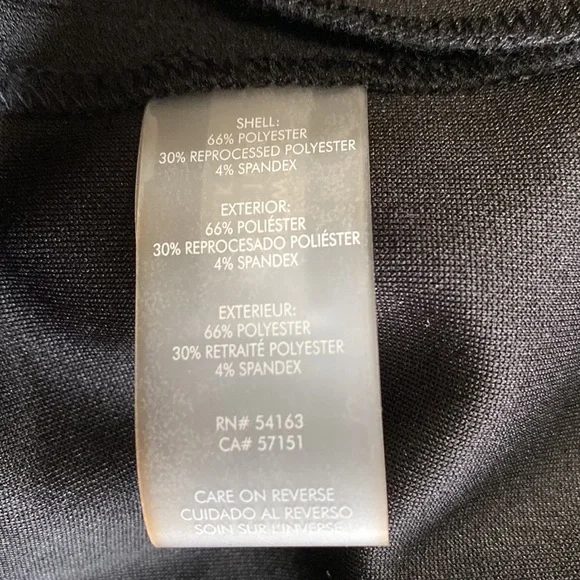 SHELL:
66% POLYESTER
30% REPROCESSED POLYESTER
4% SPANDEX
EXTERIOR:
66% POLIÉSTER
30% REPROCESADO POLIÉSTER
4% SPANDEX
EXTERIEUR:
66% POLYESTER
30% RETRAITÉ POLYESTER
4% SPANDEX
RN# 54163
CA# 57151
CARE ON REVERSE
CUIDADO AL REVERSO
SOIN SUR L'INVERSE